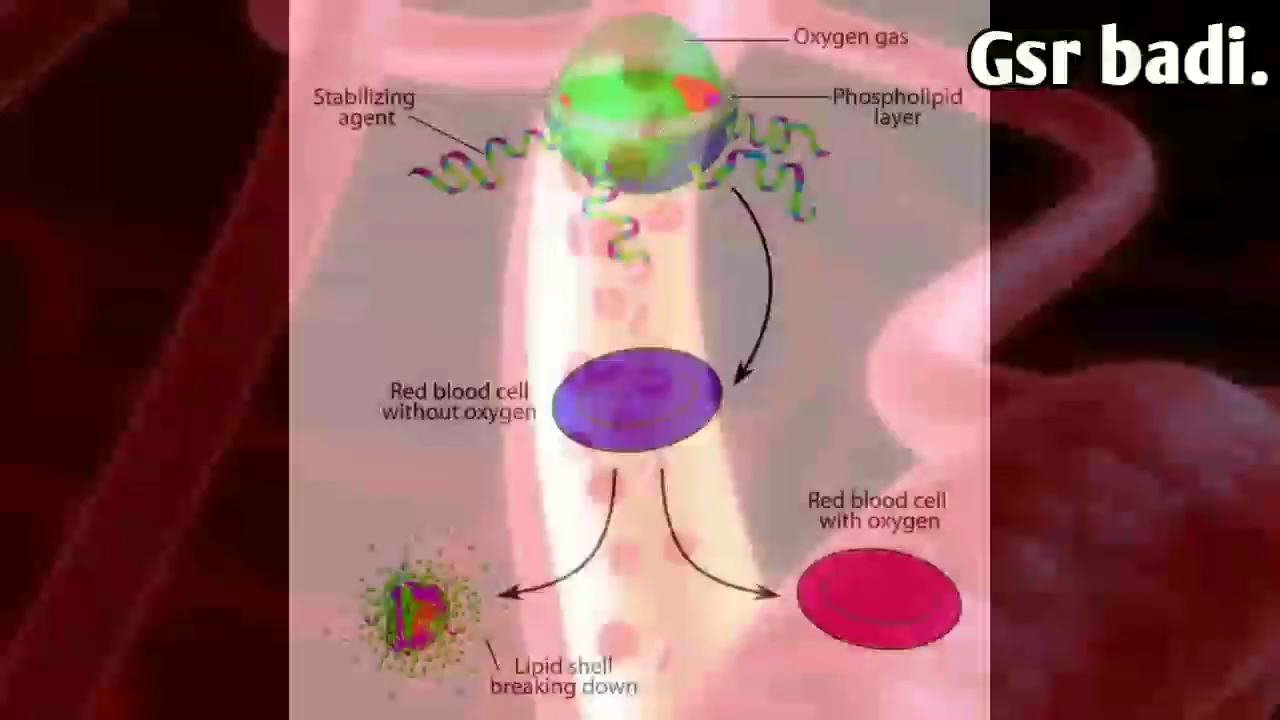 Gsr badi.
Oxygen gas
Stabilizing
agent
Phospholipid
layer
Red blood cell
without oxygen
Red blood cell
with oxygen
Lipid shell
breaking down